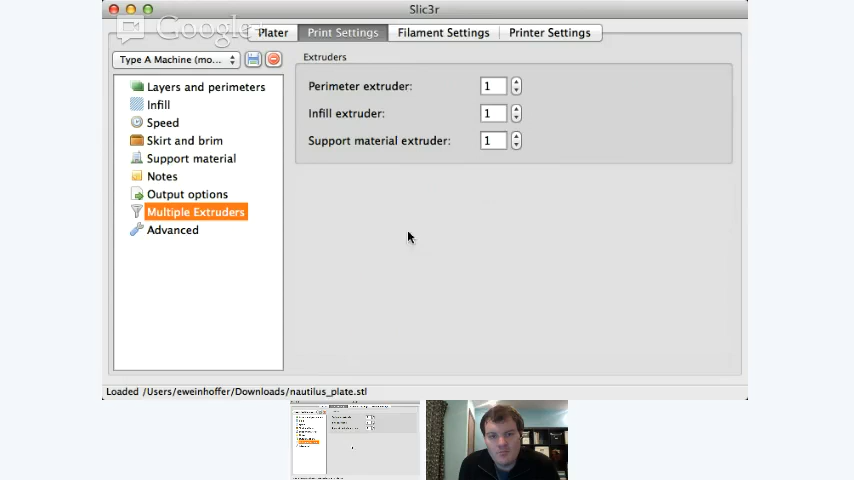 Slic3r
Google+
Plater
Print Settings
Filament Settings
Printer Settings
Type A Machine (mo...
Extruders
Layers and perimeters
Infill
Speed
Skirt and brim
Support material
Notes
Output options
Multiple Extruders
Advanced
Perimeter extruder: 1
Infill extruder: 1
Support material extruder: 1
Loaded /Users/eweinhoffer/Downloads/nautilus_plate.stl